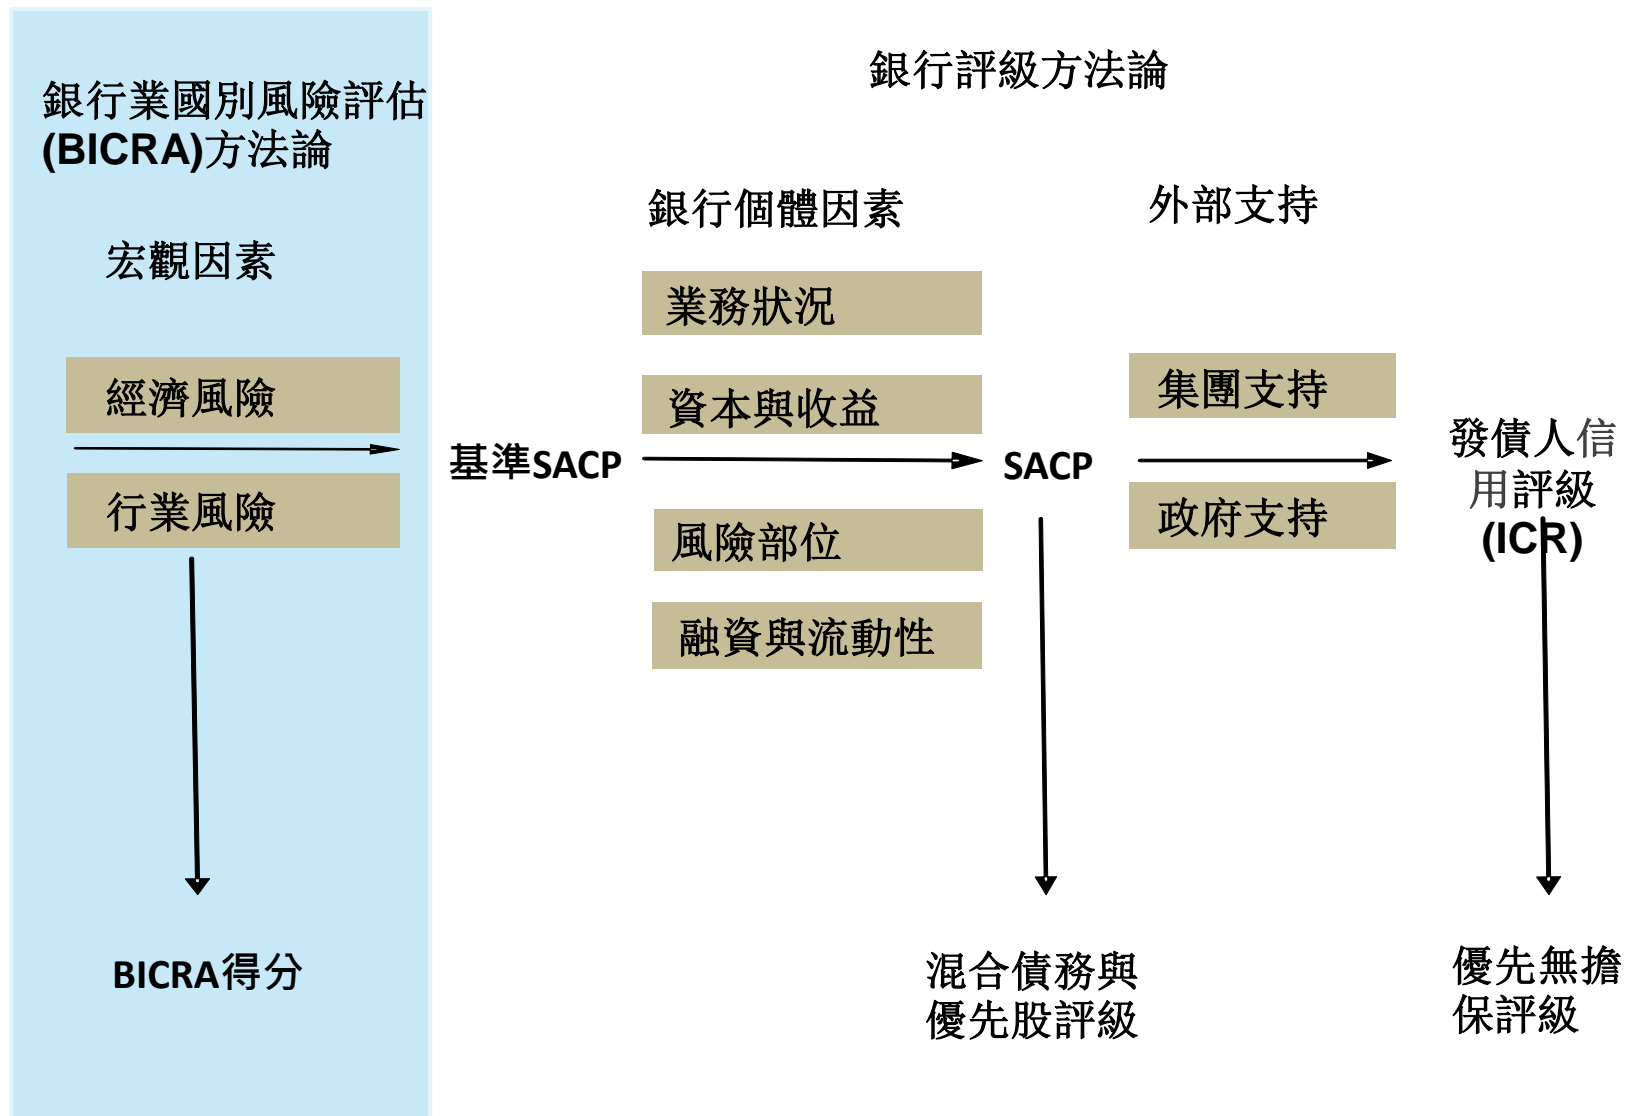 銀行業國別風險評估
(BICRA)方法論
宏觀因素
經濟風險
行業風險
BICRA得分
銀行評級方法論
基準SACP
銀行個體因素
業務狀況
資本與收益
風險部位
融資與流動性
SACP
混合債務與
優先股評級
外部支持
集團支持
政府支持
發債人信
用評級
(ICR)
優先無擔
保評級